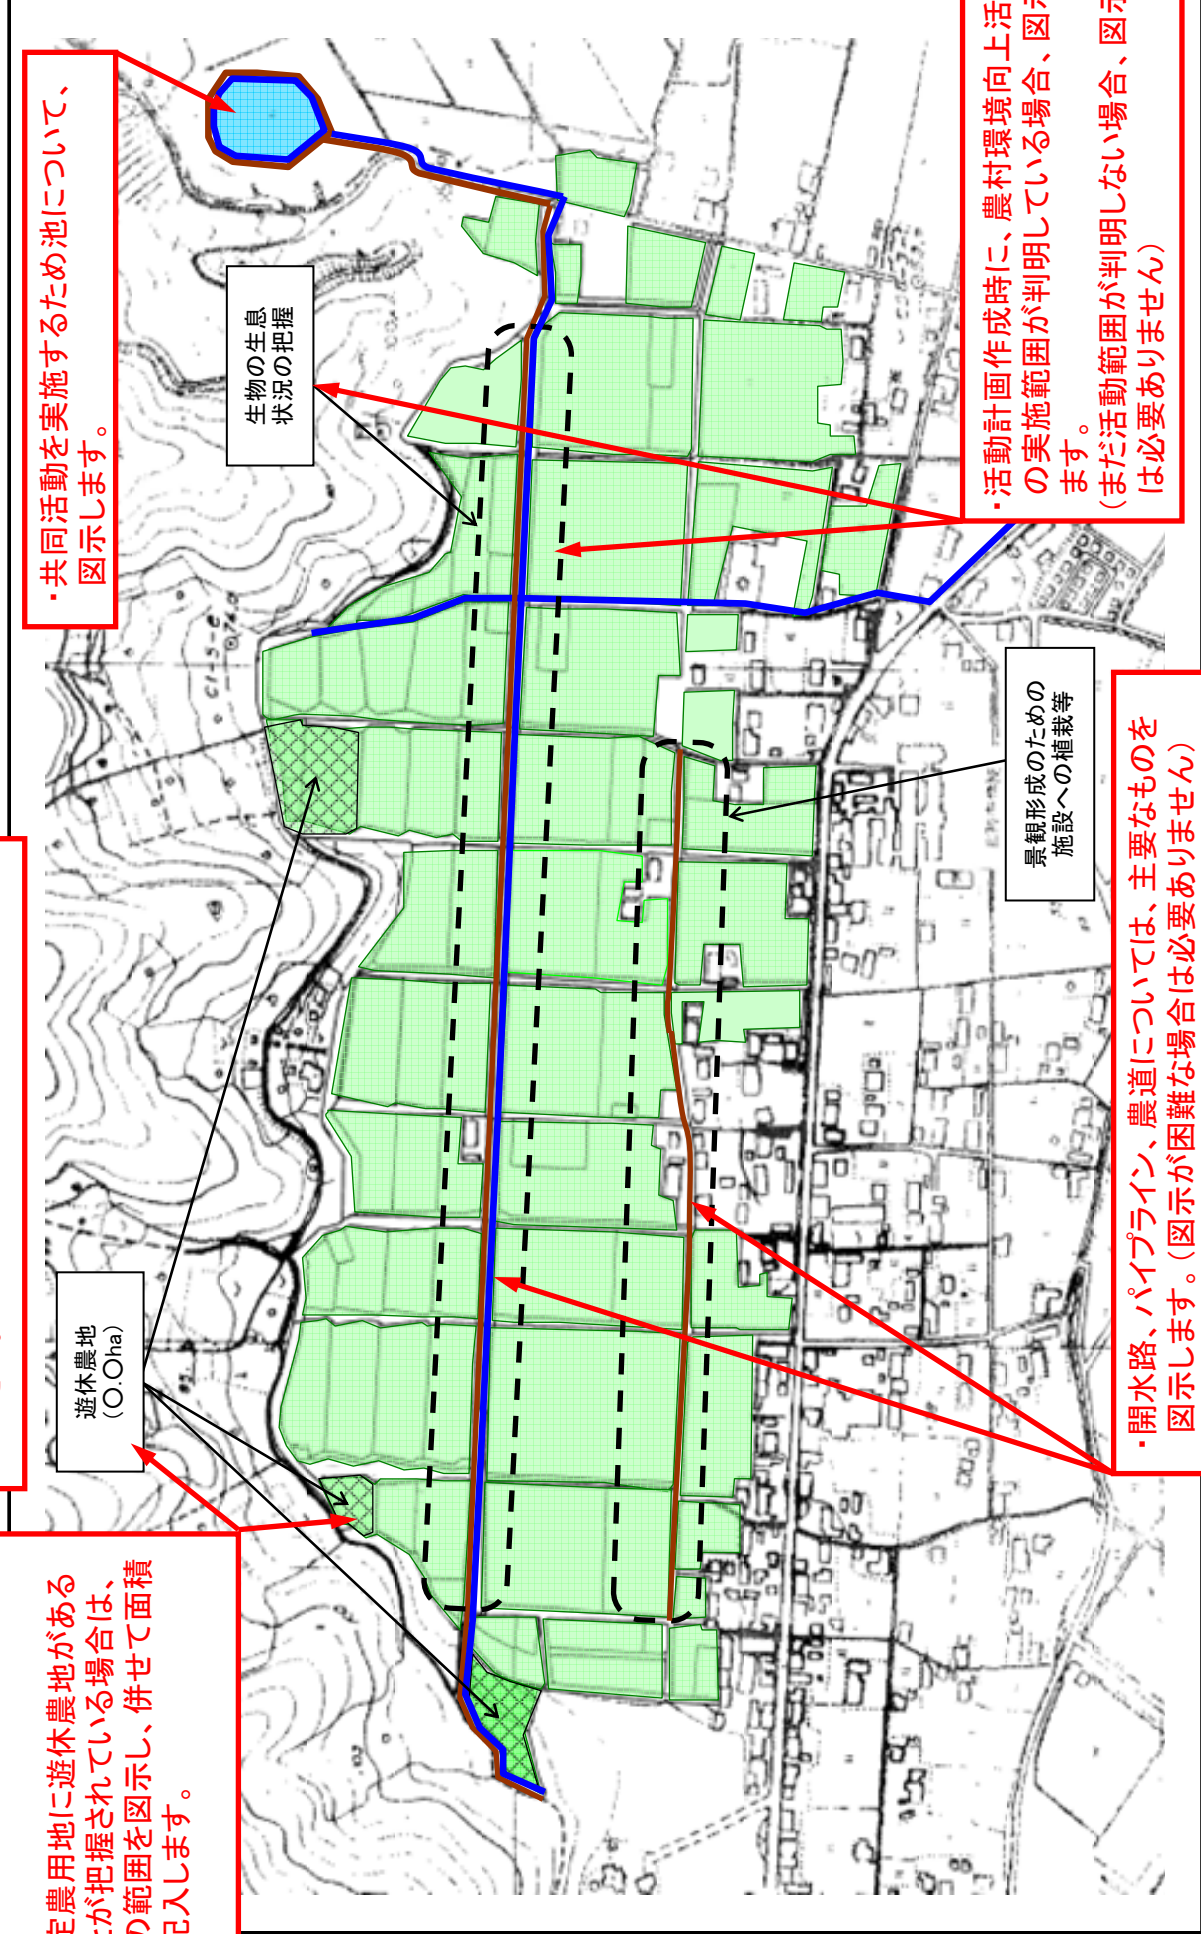 ・共同活動を実施するため池について、
図示します。
生物の生息
状況の把握
・活動計画作成時に、農村環境向上活
の実施範囲が判明している場合、図示
ます。
（まだ活動範囲が判明しない場合、図示
は必要ありません）
遊休農地
（〇.〇ha）
定農用地に遊休農地がある
が把握されている場合は、
の範囲を図示し、併せて面積
記入します。
景観形成のための
施設への植栽等
・開水路、パイプライン、農道については、主要なものを
図示します。（図示が困難な場合は必要ありません）